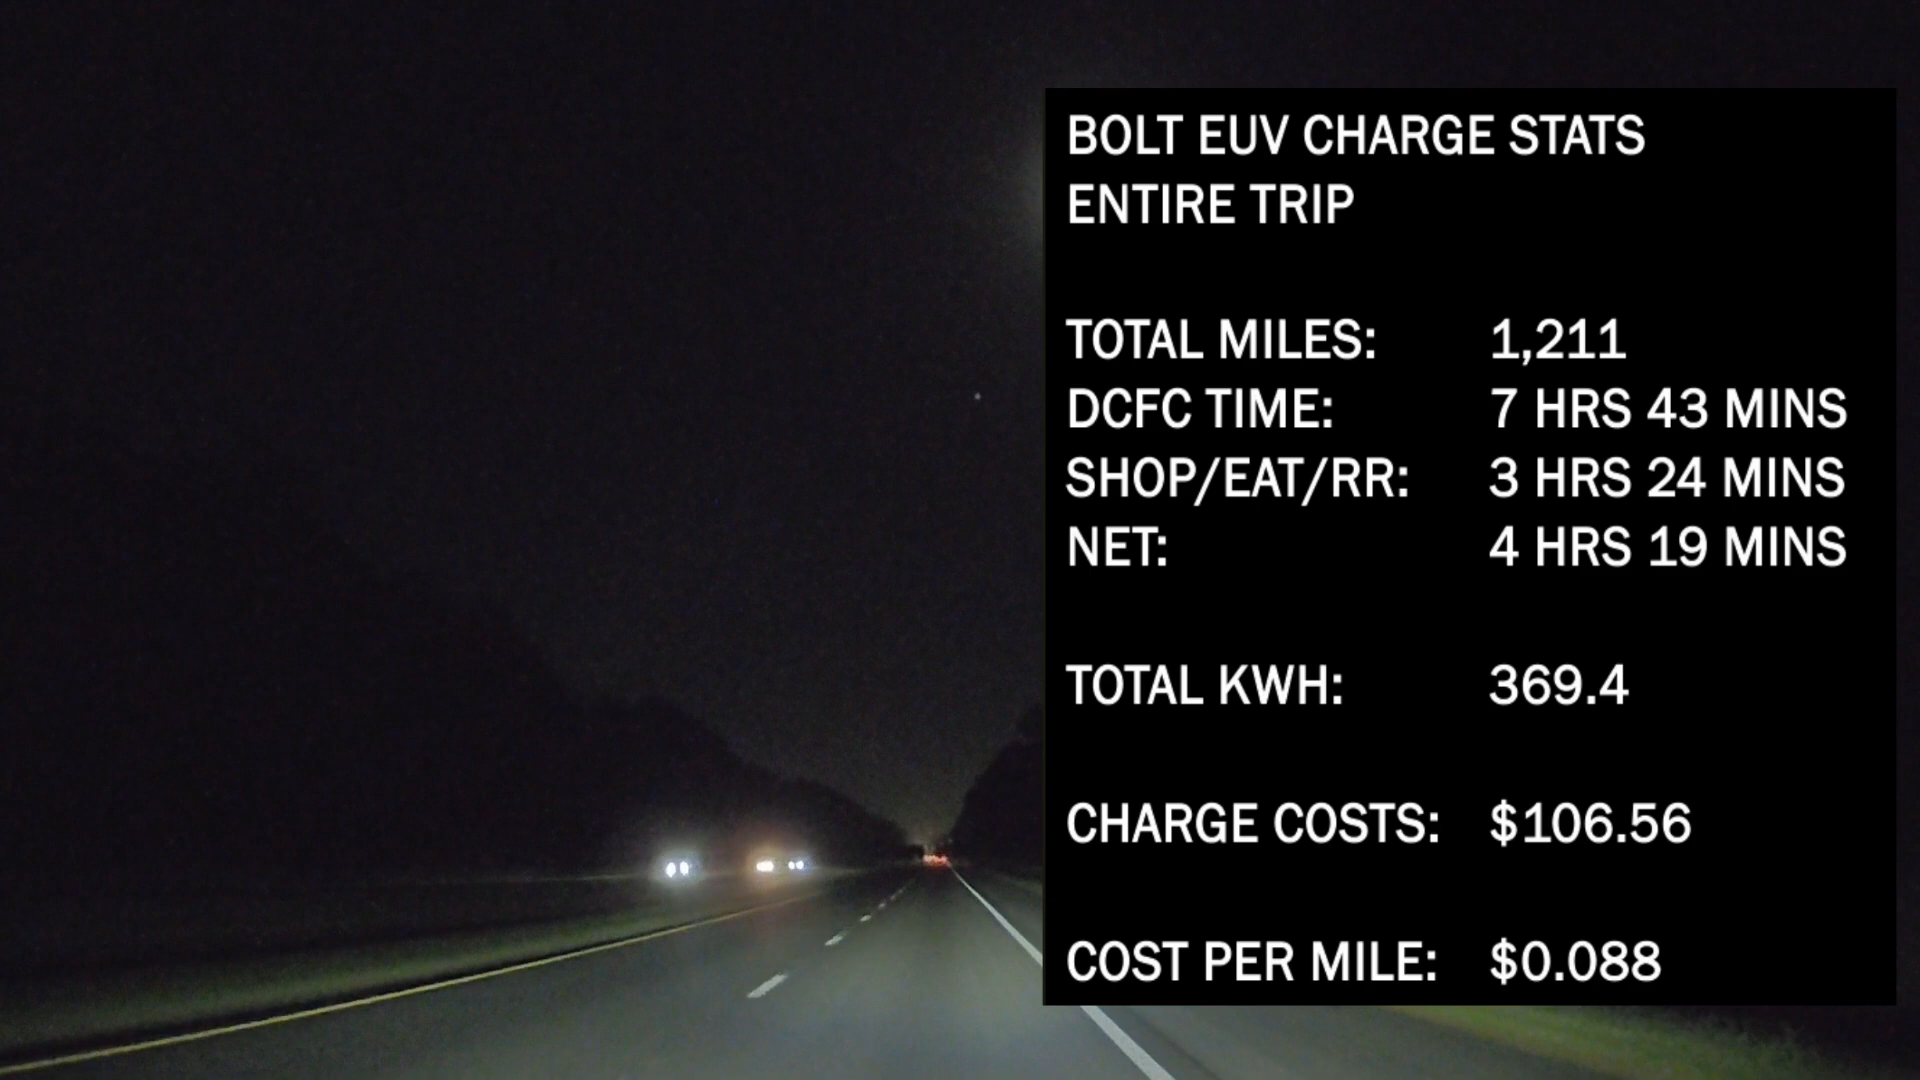 BOLT EUV CHARGE STATS
ENTIRE TRIP
TOTAL MILES: 1,211
DCFC TIME: 7 HRS 43 MINS
SHOP/EAT/RR: 3 HRS 24 MINS
NET: 4 HRS 19 MINS
TOTAL KWH: 369.4
CHARGE COSTS: $106.56
COST PER MILE: $0.088